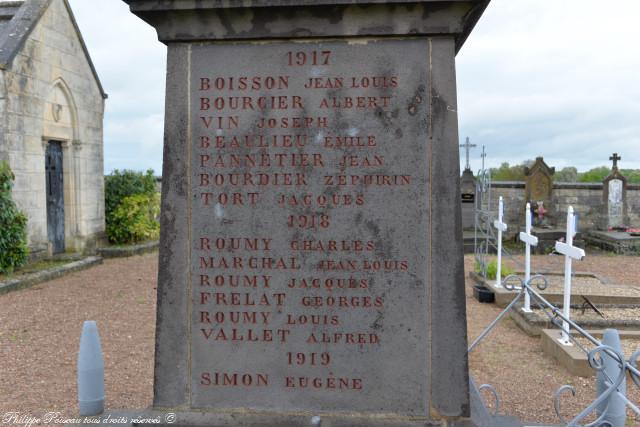 1917
BOISSON JEAN LOUIS
BOURCIER ALBERT
VIN JOSEPH
BEAULIEU EMILE
PANNETIER JEAN
BOURDIER ZÉPHIRIN
TORT JACQUES
1918
ROUMY CHARLES
MARCHAL JEAN LOUIS
ROUMY JACQUES
FRELAT GEORGES
ROUMY LOUIS
VALLET ALFRED
1919
SIMON EUGÈNE
Philippe Poiseau tous droits réservés ©